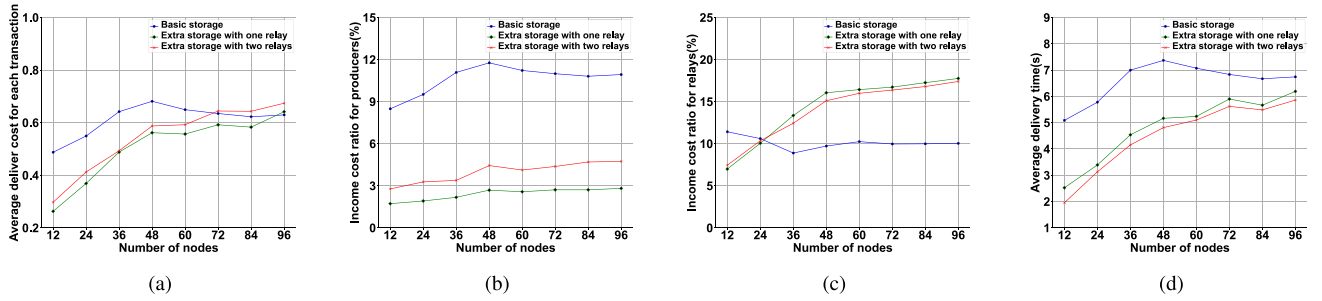 Average deliver cost for each transaction
1.0
0.8
0.6
0.4
0.2
12 24 36 48 60 72 84 96
Number of nodes
Basic storage
Extra storage with one relay
Extra storage with two relays
(a)
Income cost ratio for producers(%)
15
12
9
6
3
0
12 24 36 48 60 72 84 96
Number of nodes
Basic storage
Extra storage with one relay
Extra storage with two relays
(b)
Income cost ratio for relays(%)
25
20
15
10
5
0
12 24 36 48 60 72 84 96
Number of nodes
Basic storage
Extra storage with one relay
Extra storage with two relays
(c)
Average delivery time(s)
9
8
7
6
5
4
3
2
1
12 24 36 48 60 72 84 96
Number of nodes
Basic storage
Extra storage with one relay
Extra storage with two relays
(d)